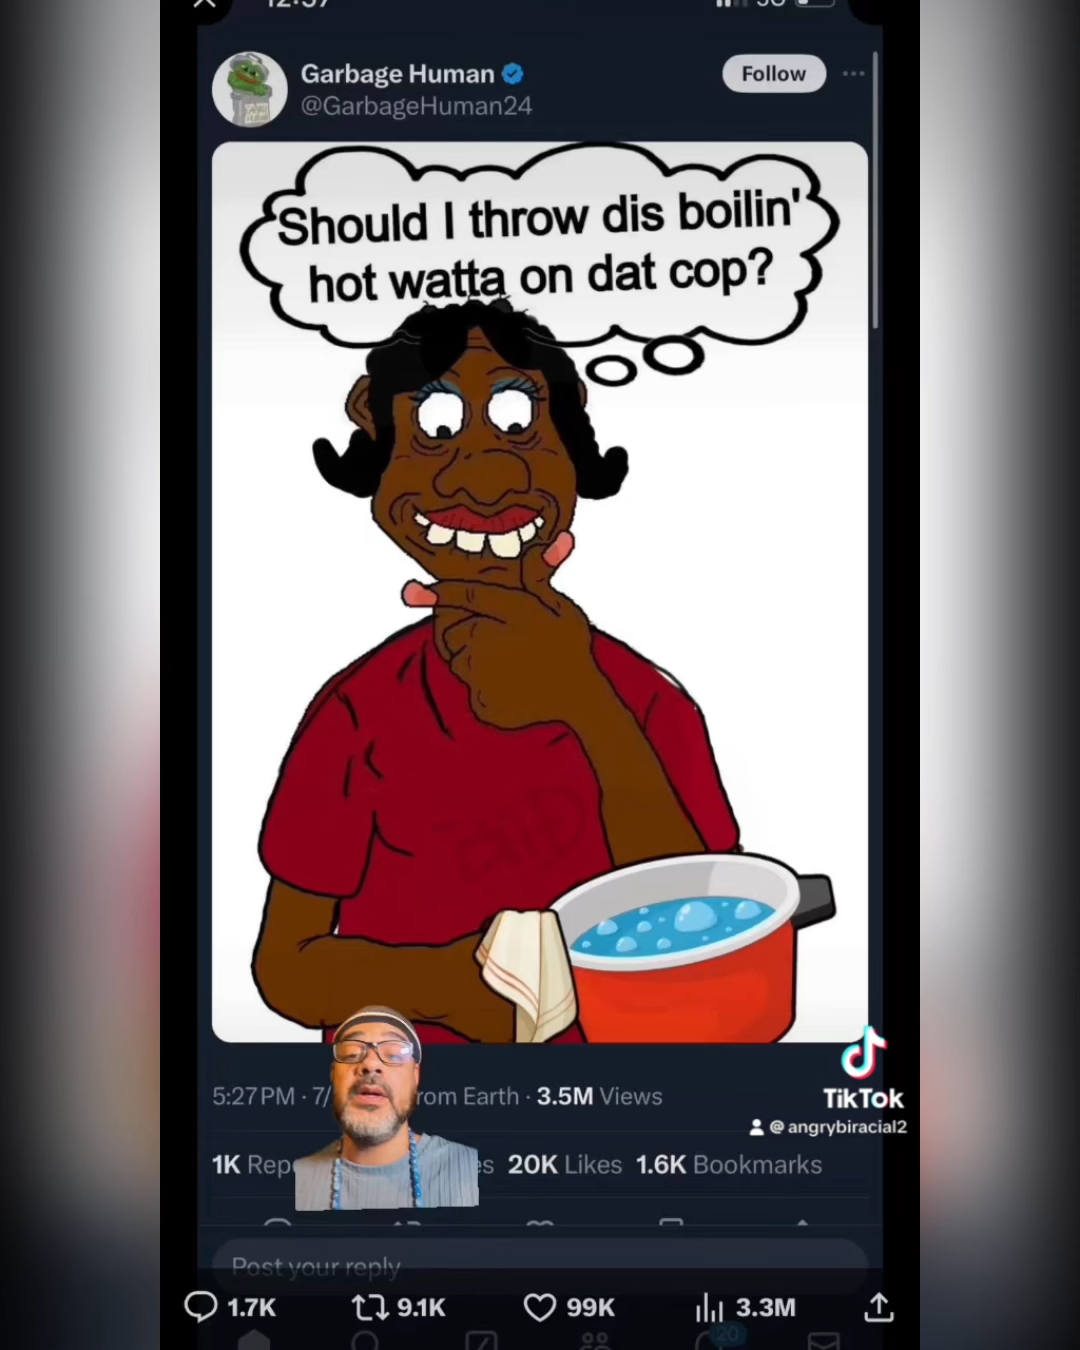 Garbage Human
Follow
@GarbageHuman24
Should I throw dis boilin'
hot watta on dat cop?
5:27 PM · 7/
rom Earth · 3.5M Views
TikTok
@ angrybiracial2
1K Rep
es 20K Likes 1.6K Bookmarks
Post your reply
1.7K 9.1K 99K 3.3M
20